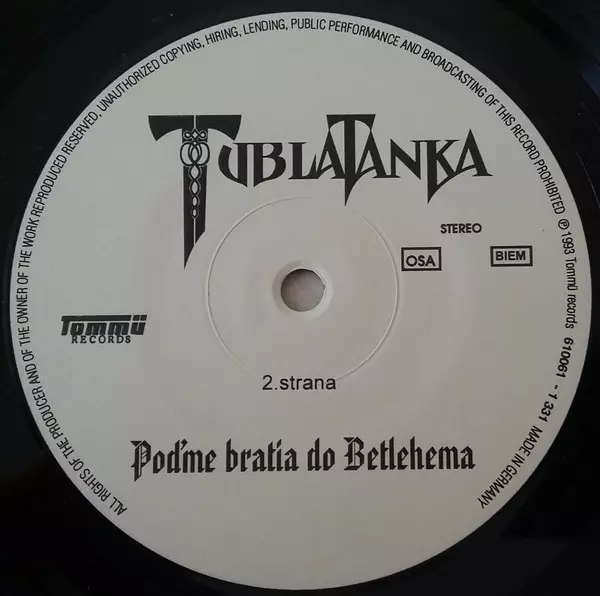 ALL RIGHTS OF THE PRODUCER AND OF THE OWNER OF THE WORK REPRODUCED RESERVED, UNAUTHORIZED COPYING, HIRING, LENDING, PUBLIC PERFORMANCE AND BROADCASTING OF THIS RECORD PROHIBITED ℗ 1993 Tommü records 610061 - 1 331 MADE IN GERMANY
TUBLATANKA
STEREO
OSA BIEM
Tommü
RECORDS
2.strana
Poďme bratia do Betlehema